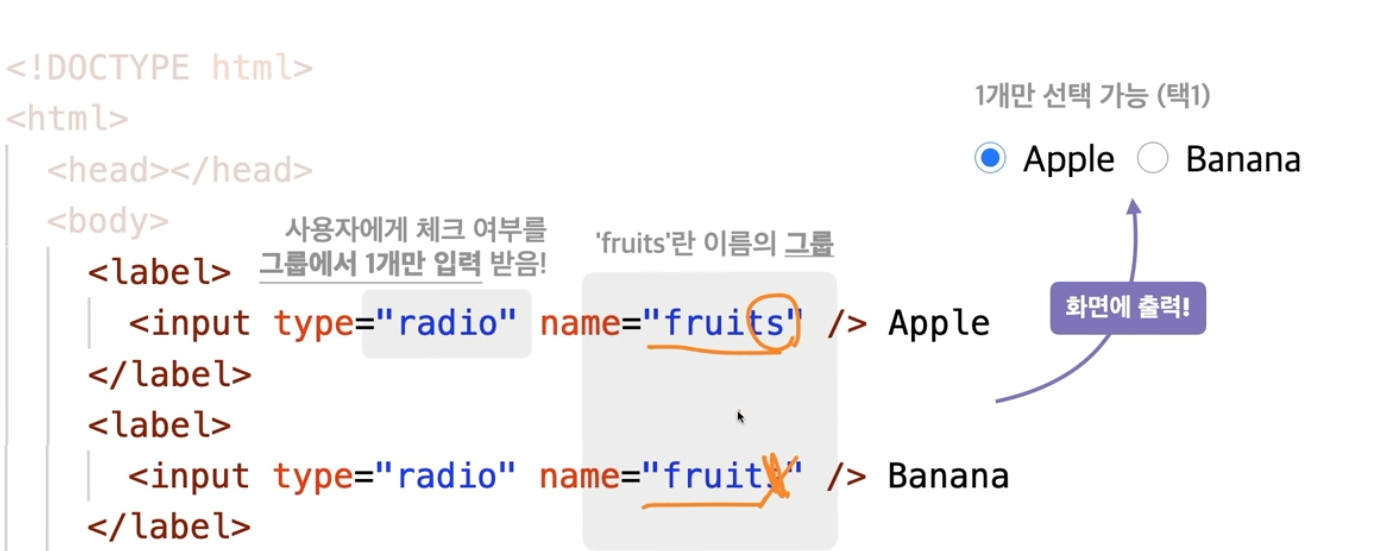 <!DOCTYPE html>
<html>
1개만 선택 가능 (택1)
Apple Banana
<head></head>
<body>
사용자에게 체크 여부를
그룹에서 1개만 입력 받음!
'fruits'란 이름의 그룹
<label>
<input type="radio" name="fruits" /> Apple
화면에 출력!
</label>
<label>
<input type="radio" name="fruits" /> Banana
</label>